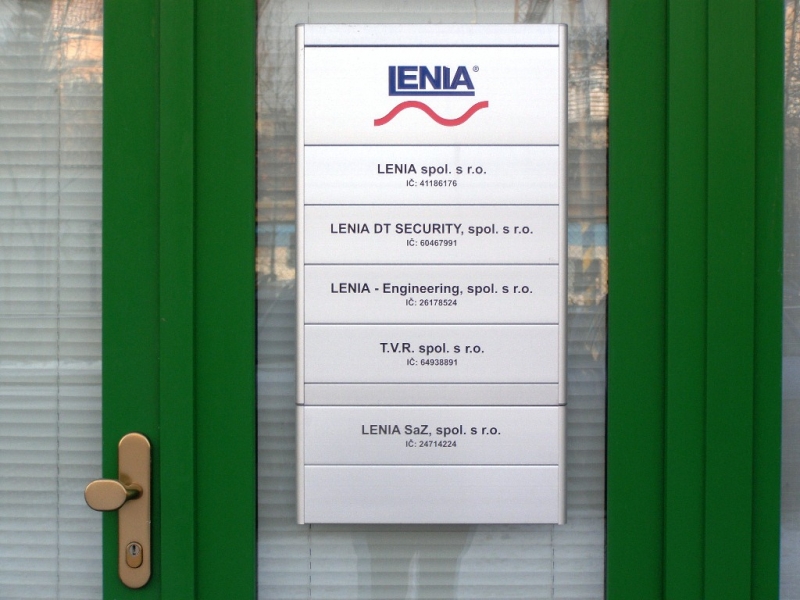 LENIA®
LENIA spol. s r.o.
IČ: 41186176
LENIA DT SECURITY, spol. s r.o.
IČ: 60467991
LENIA - Engineering, spol. s r.o.
IČ: 26178524
T.V.R. spol. s r.o.
IČ: 64938891
LENIA SaZ, spol. s r.o.
IČ: 24714224